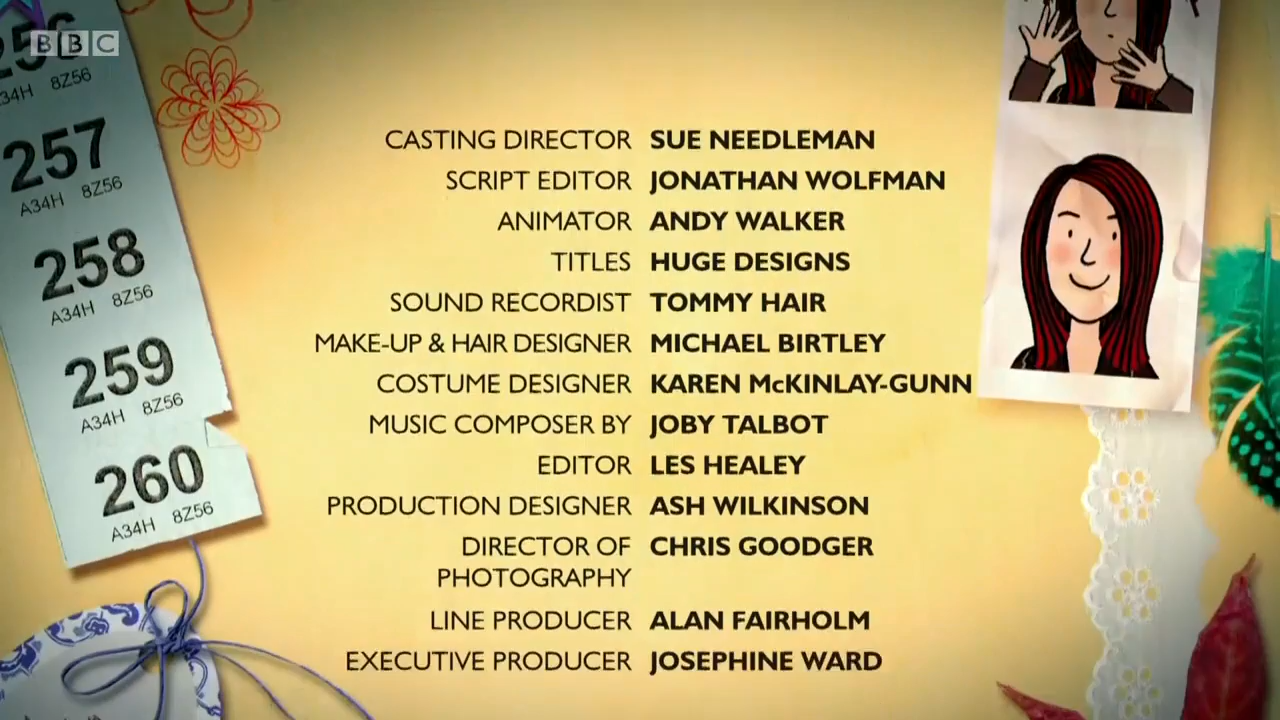 BBC
256
34H 8Z56
257
A34H 8Z56
258
A34H 8Z56
259
A34H 8Z56
260
A34H 8Z56
CASTING DIRECTOR SUE NEEDLEMAN
SCRIPT EDITOR JONATHAN WOLFMAN
ANIMATOR ANDY WALKER
TITLES HUGE DESIGNS
SOUND RECORDIST TOMMY HAIR
MAKE-UP & HAIR DESIGNER MICHAEL BIRTLEY
COSTUME DESIGNER KAREN McKINLAY-GUNN
MUSIC COMPOSER BY JOBY TALBOT
EDITOR LES HEALEY
PRODUCTION DESIGNER ASH WILKINSON
DIRECTOR OF CHRIS GOODGER
PHOTOGRAPHY
LINE PRODUCER ALAN FAIRHOLM
EXECUTIVE PRODUCER JOSEPHINE WARD